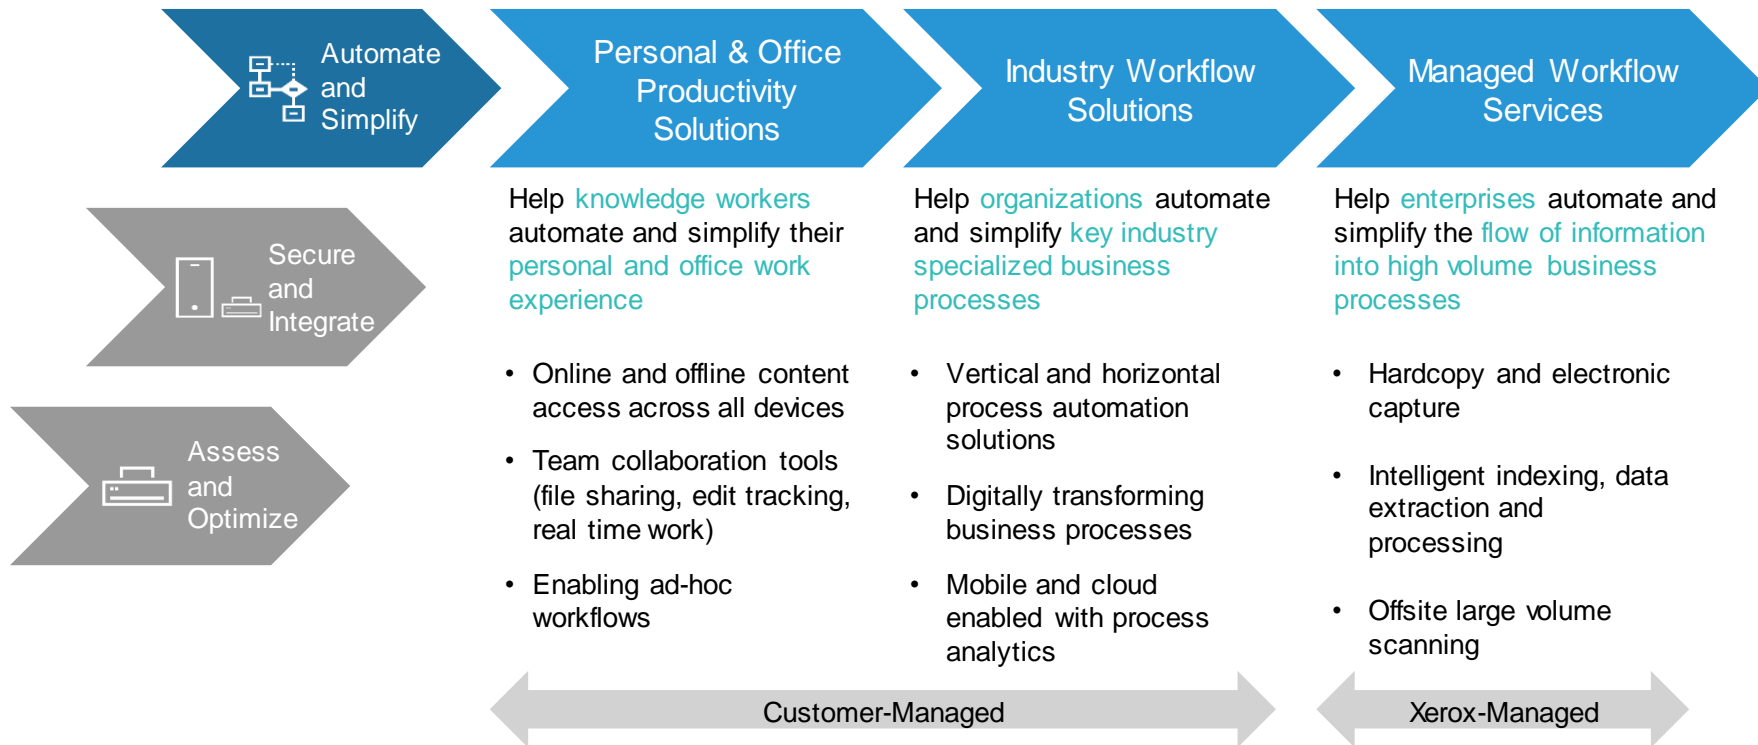 Automate
and
Simplify
Secure
and
Integrate
Assess
and
Optimize
Personal & Office
Productivity
Solutions
Help knowledge workers
automate and simplify their
personal and office work
experience
• Online and offline content
access across all devices
• Team collaboration tools
(file sharing, edit tracking,
real time work)
• Enabling ad-hoc
workflows
Industry Workflow
Solutions
Help organizations automate
and simplify key industry
specialized business
processes
• Vertical and horizontal
process automation
solutions
• Digitally transforming
business processes
• Mobile and cloud
enabled with process
analytics
Customer-Managed
Managed Workflow
Services
Help enterprises automate and
simplify the flow of information
into high volume business
processes
• Hardcopy and electronic
capture
• Intelligent indexing, data
extraction and
processing
• Offsite large volume
scanning
Xerox-Managed